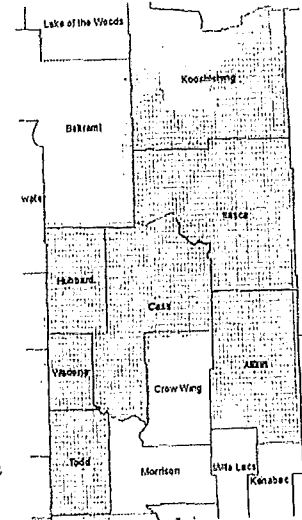 Lake of the Woods
Koochiching
Beltrami
Itasca
Hubbard
Cass
Wadena
Crow Wing
Aitkin
Todd
Morrison
Mille Lacs
Kanabec